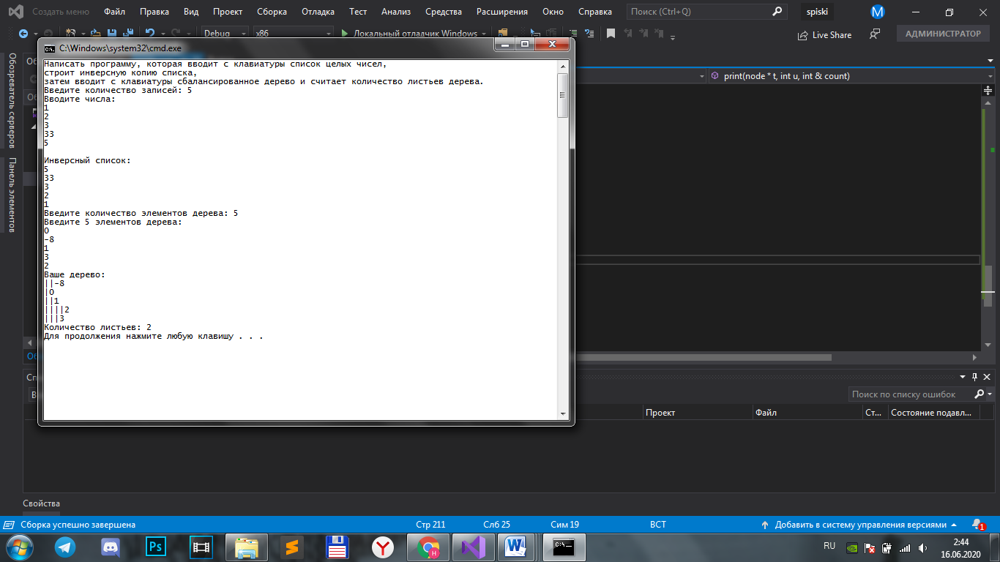 Создать меню Файл Правка Вид Проект Сборка Отладка Тест Анализ Средства Расширения Окно Справка Поиск (Ctrl+Q) spiski M
Debug x86 Локальный отладчик Windows Live Share АДМИНИСТРАТОР
Обозреватель серверов
Панель элементов
C:\Windows\system32\cmd.exe
print(node * t, int u, int & count)
Написать программу, которая вводит с клавиатуры список целых чисел,
строит инверсную копию списка,
затем вводит с клавиатуры сбалансированное дерево и считает количество листьев дерева.
Введите количество записей: 5
Вводите числа:
1
2
3
33
5
Инверсный список:
5
33
3
2
1
Введите количество элементов дерева: 5
Введите 5 элементов дерева:
0
-8
1
3
2
Ваше дерево:
||-8
|0
||1
||||2
|||3
Количество листьев: 2
Для продолжения нажмите любую клавишу . . .
Поиск по списку ошибок
Проект Файл Ст... Состояние подавл...
Свойства
Сборка успешно завершена Стр 211 Слб 25 Сим 19 ВСТ Добавить в систему управления версиями 1
RU 2:44
16.06.2020